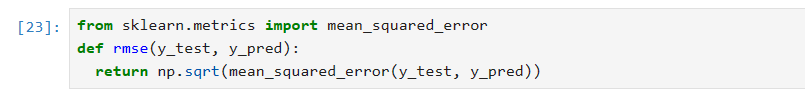 [23]: from sklearn.metrics import mean_squared_error
def rmse(y_test, y_pred):
  return np.sqrt(mean_squared_error(y_test, y_pred))